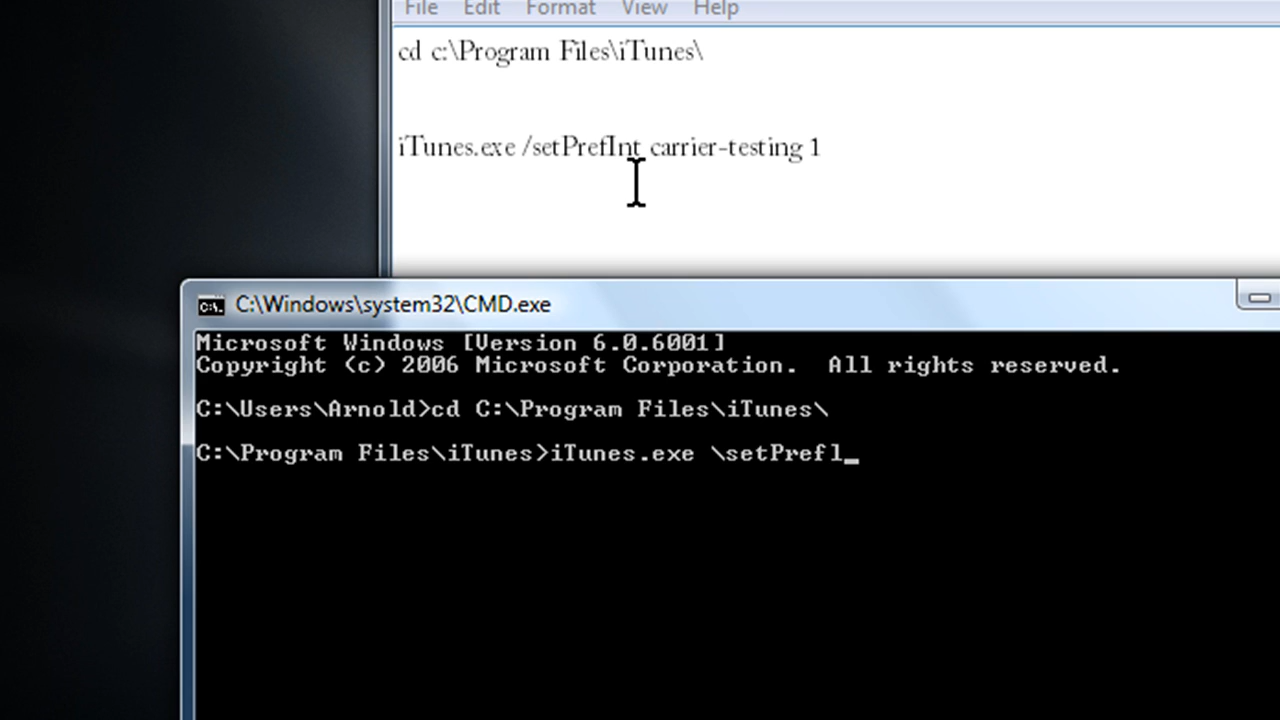 File Edit Format View Help
cd c:\Program Files\iTunes\
iTunes.exe /setPrefInt carrier-testing 1
C:\Windows\system32\CMD.exe
Microsoft Windows [Version 6.0.6001]
Copyright (c) 2006 Microsoft Corporation. All rights reserved.
C:\Users\Arnold>cd C:\Program Files\iTunes\
C:\Program Files\iTunes>iTunes.exe \setPrefl_